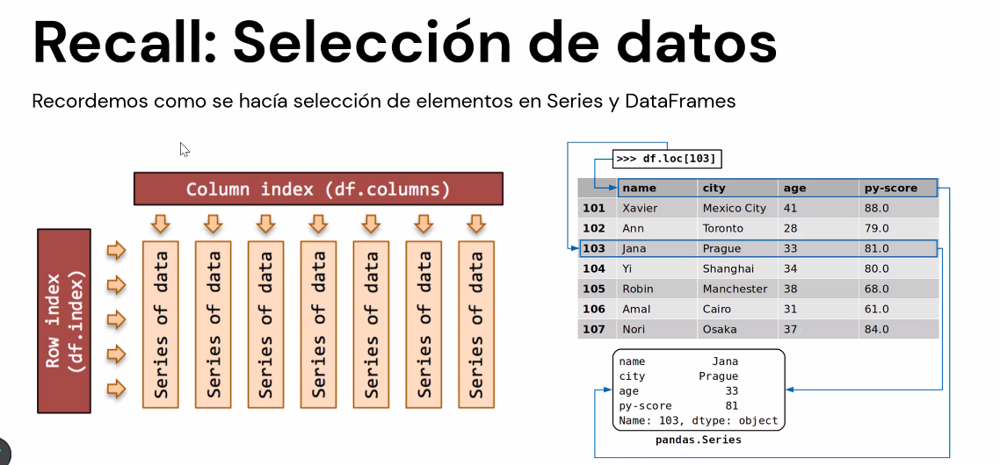 Recall: Selección de datos
Recordemos como se hacía selección de elementos en Series y DataFrames
Column index (df.columns)
Row index
(df.index)
Series of data
Series of data
Series of data
Series of data
Series of data
Series of data
Series of data
>>> df.loc[103]
name city age py-score
101 Xavier Mexico City 41 88.0
102 Ann Toronto 28 79.0
103 Jana Prague 33 81.0
104 Yi Shanghai 34 80.0
105 Robin Manchester 38 68.0
106 Amal Cairo 31 61.0
107 Nori Osaka 37 84.0
name Jana
city Prague
age 33
py-score 81
Name: 103, dtype: object
pandas.Series